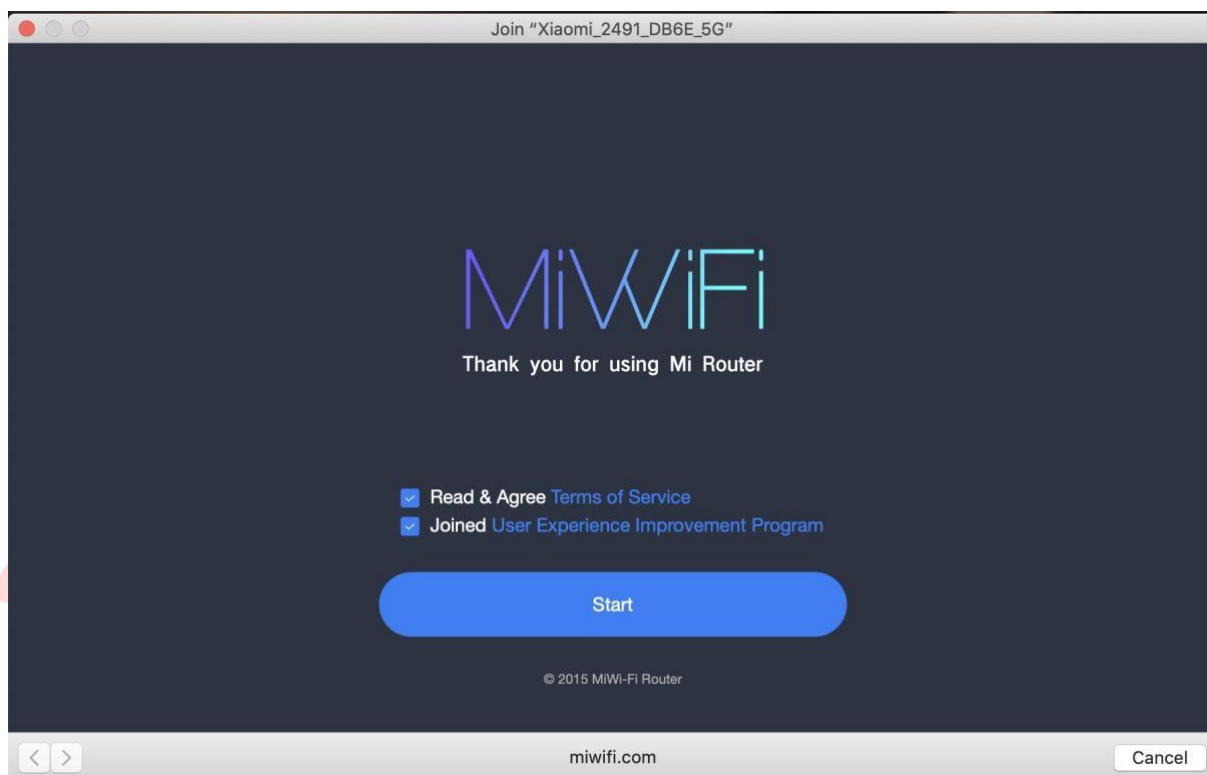 Join “Xiaomi_2491_DB6E_5G”
MiWiFi
Thank you for using Mi Router
Read & Agree Terms of Service
Joined User Experience Improvement Program
Start
© 2015 MiWi-Fi Router
miwifi.com
Cancel